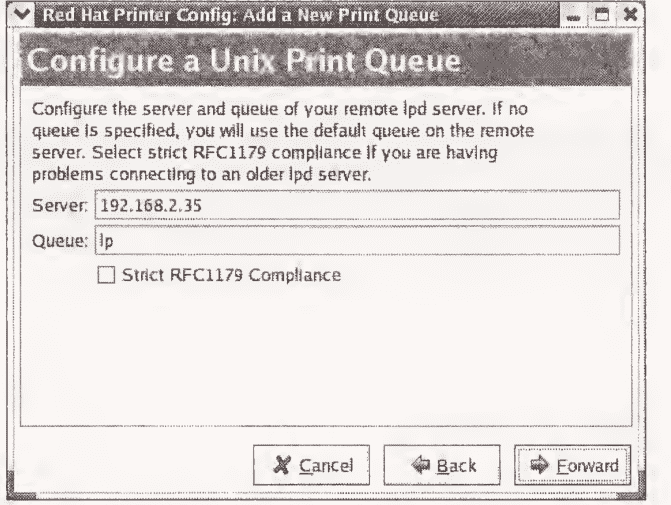 Red Hat Printer Config: Add a New Print Queue
Configure a Unix Print Queue
Configure the server and queue of your remote lpd server. If no
queue is specified, you will use the default queue on the remote
server. Select strict RFC1179 compliance if you are having
problems connecting to an older lpd server.
Server: 192.168.2.35
Queue: lp
Strict RFC1179 Compliance
Cancel Back Forward